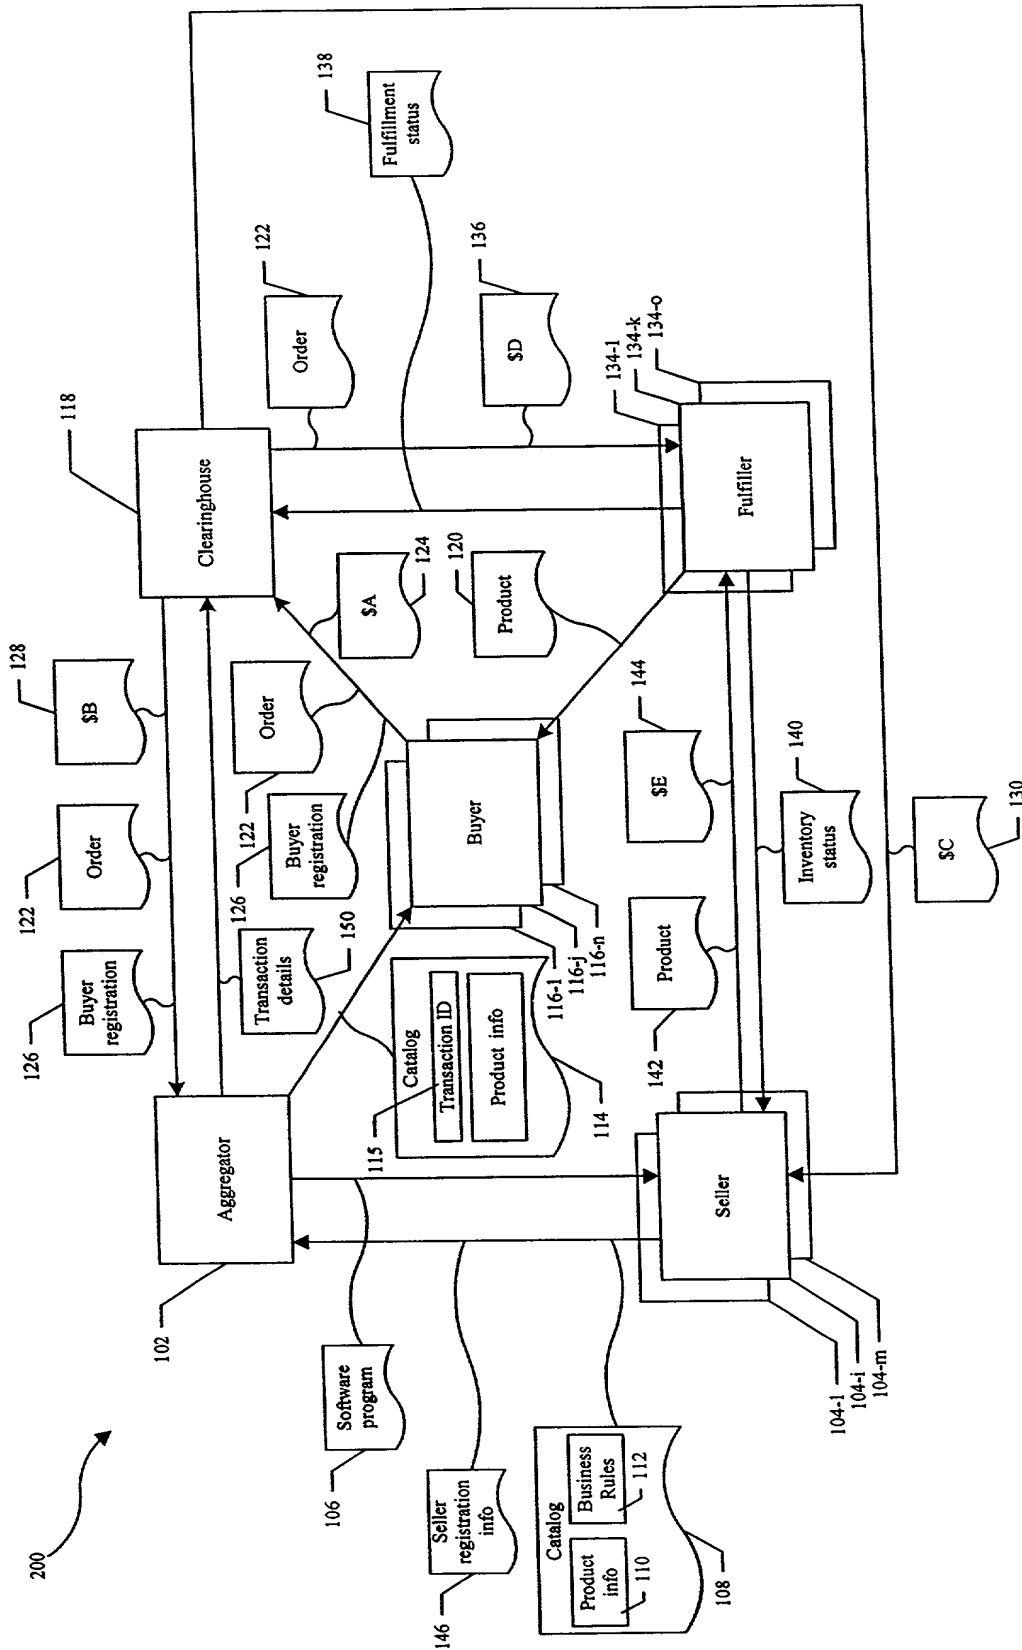 200
102
Aggregator
126
Buyer
registration
122
Order
128
$B
118
Clearinghouse
Transaction
details
150
126
Buyer
registration
122
Order
$A
124
Order
122
Fulfillment
status
138
106
Software
program
146
Seller
registration
info
Catalog
Product
info
110
Business
Rules
112
108
115
Catalog
Transaction ID
Product info
114
Buyer
116-1
116-j
116-n
Product
120
$D
136
104-1
104-i
104-m
Seller
142
Product
$E
144
Inventory
status
140
$C
130
Fulfiller
134-1
134-k
134-o